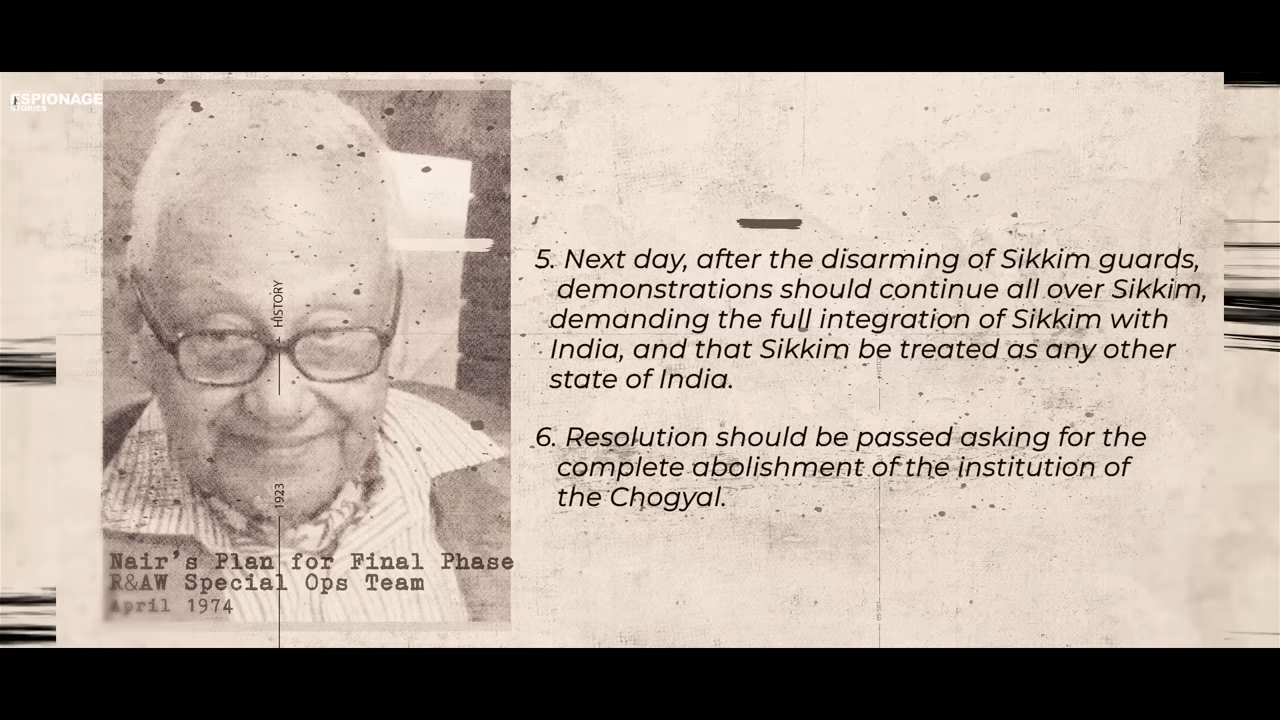 ESPIONAGE
STORIES
HISTORY
1923
Nair's Plan for Final Phase
R&AW Special Ops Team
April 1974
5. Next day, after the disarming of Sikkim guards,
demonstrations should continue all over Sikkim,
demanding the full integration of Sikkim with
India, and that Sikkim be treated as any other
state of India.
6. Resolution should be passed asking for the
complete abolishment of the institution of
the Chogyal.